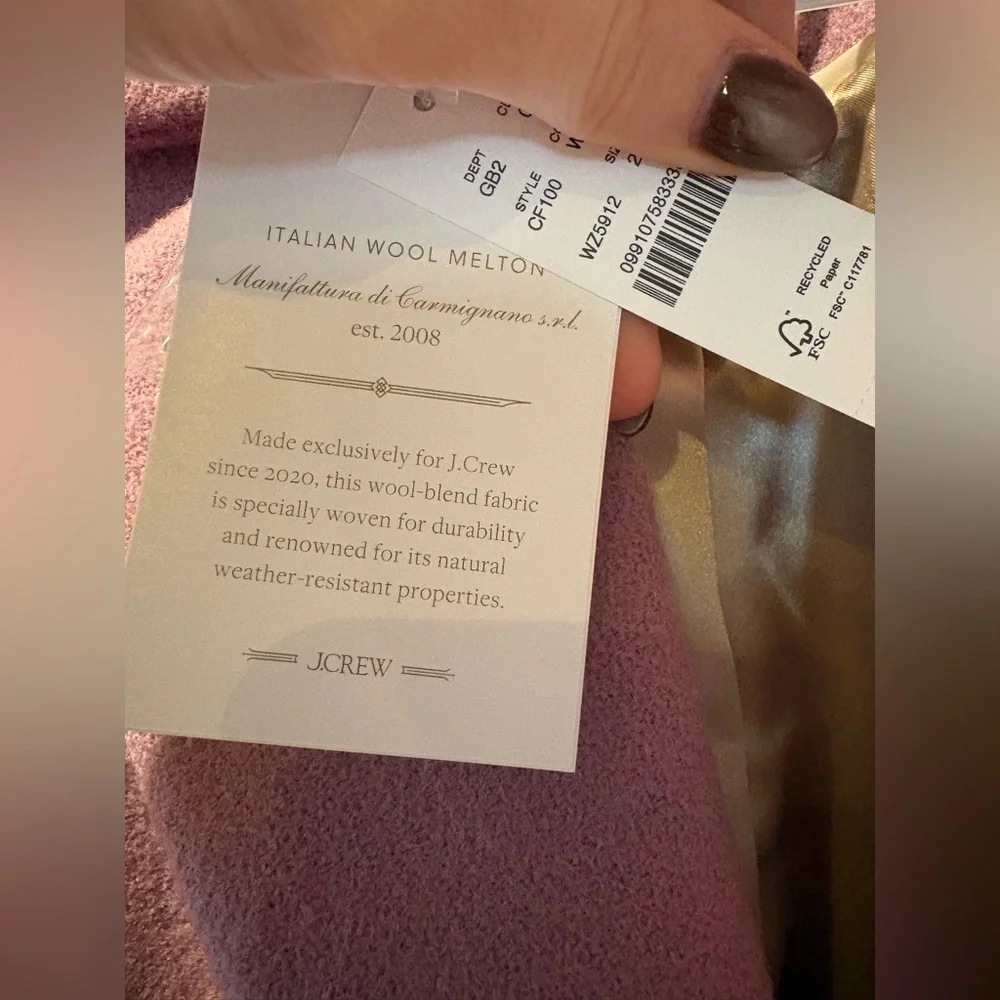 ITALIAN WOOL MELTON
Manifattura di Carmignano s.r.l.
est. 2008
Made exclusively for J.Crew
since 2020, this wool-blend fabric
is specially woven for durability
and renowned for its natural
weather-resistant properties.
J.CREW
DEPT
GB2
STYLE
CF100
WZ5912
RECYCLED
Paper
FSC® C117781
FSC